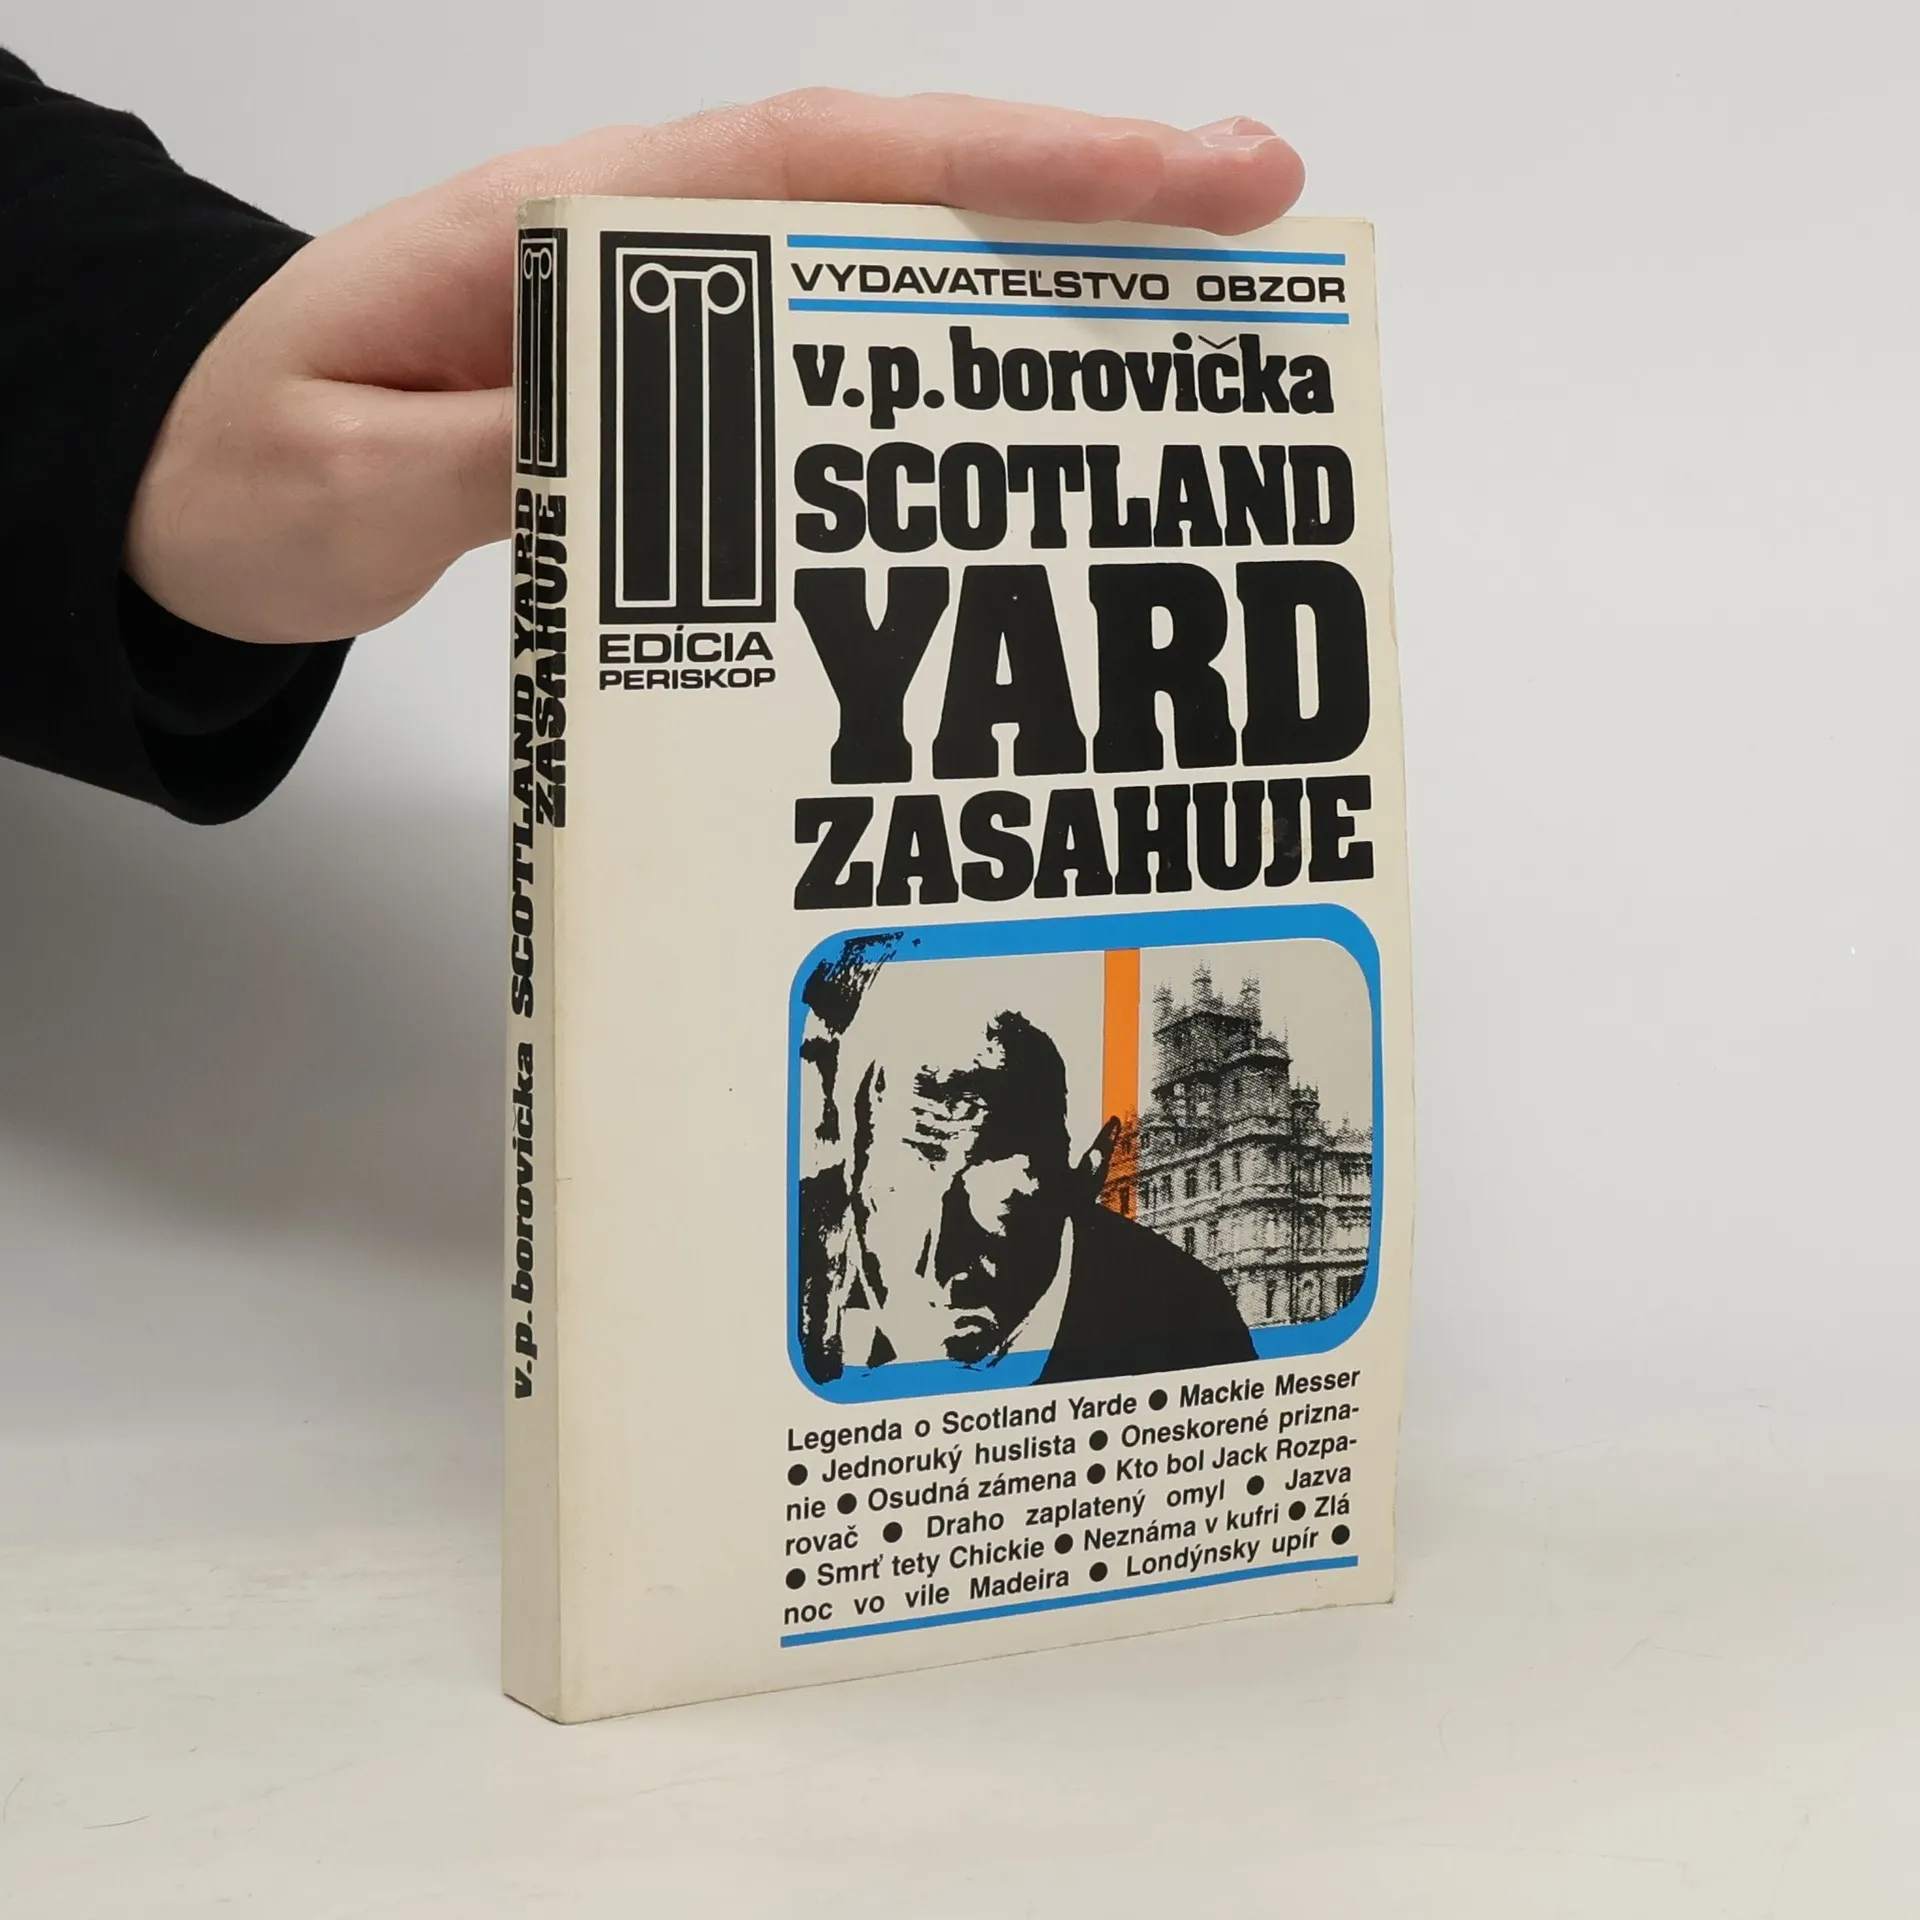 VYDAVATEĽSTVO OBZOR
v.p. borovička
SCOTLAND
YARD
ZASAHUJE
EDÍCIA
PERISKOP
Legenda o Scotland Yarde ● Mackie Messer
● Jednoruký huslista ● Oneskorené prizna-
nie ● Osudná zámena ● Kto bol Jack Rozpa-
rovač ● Draho zaplatený omyl ● Jazva
● Smrť tety Chickie ● Neznáma v kufri ● Zlá
noc vo vile Madeira ● Londýnsky upír ●
v.p. borovička SCOTLAND YARD
ZASAHUJE